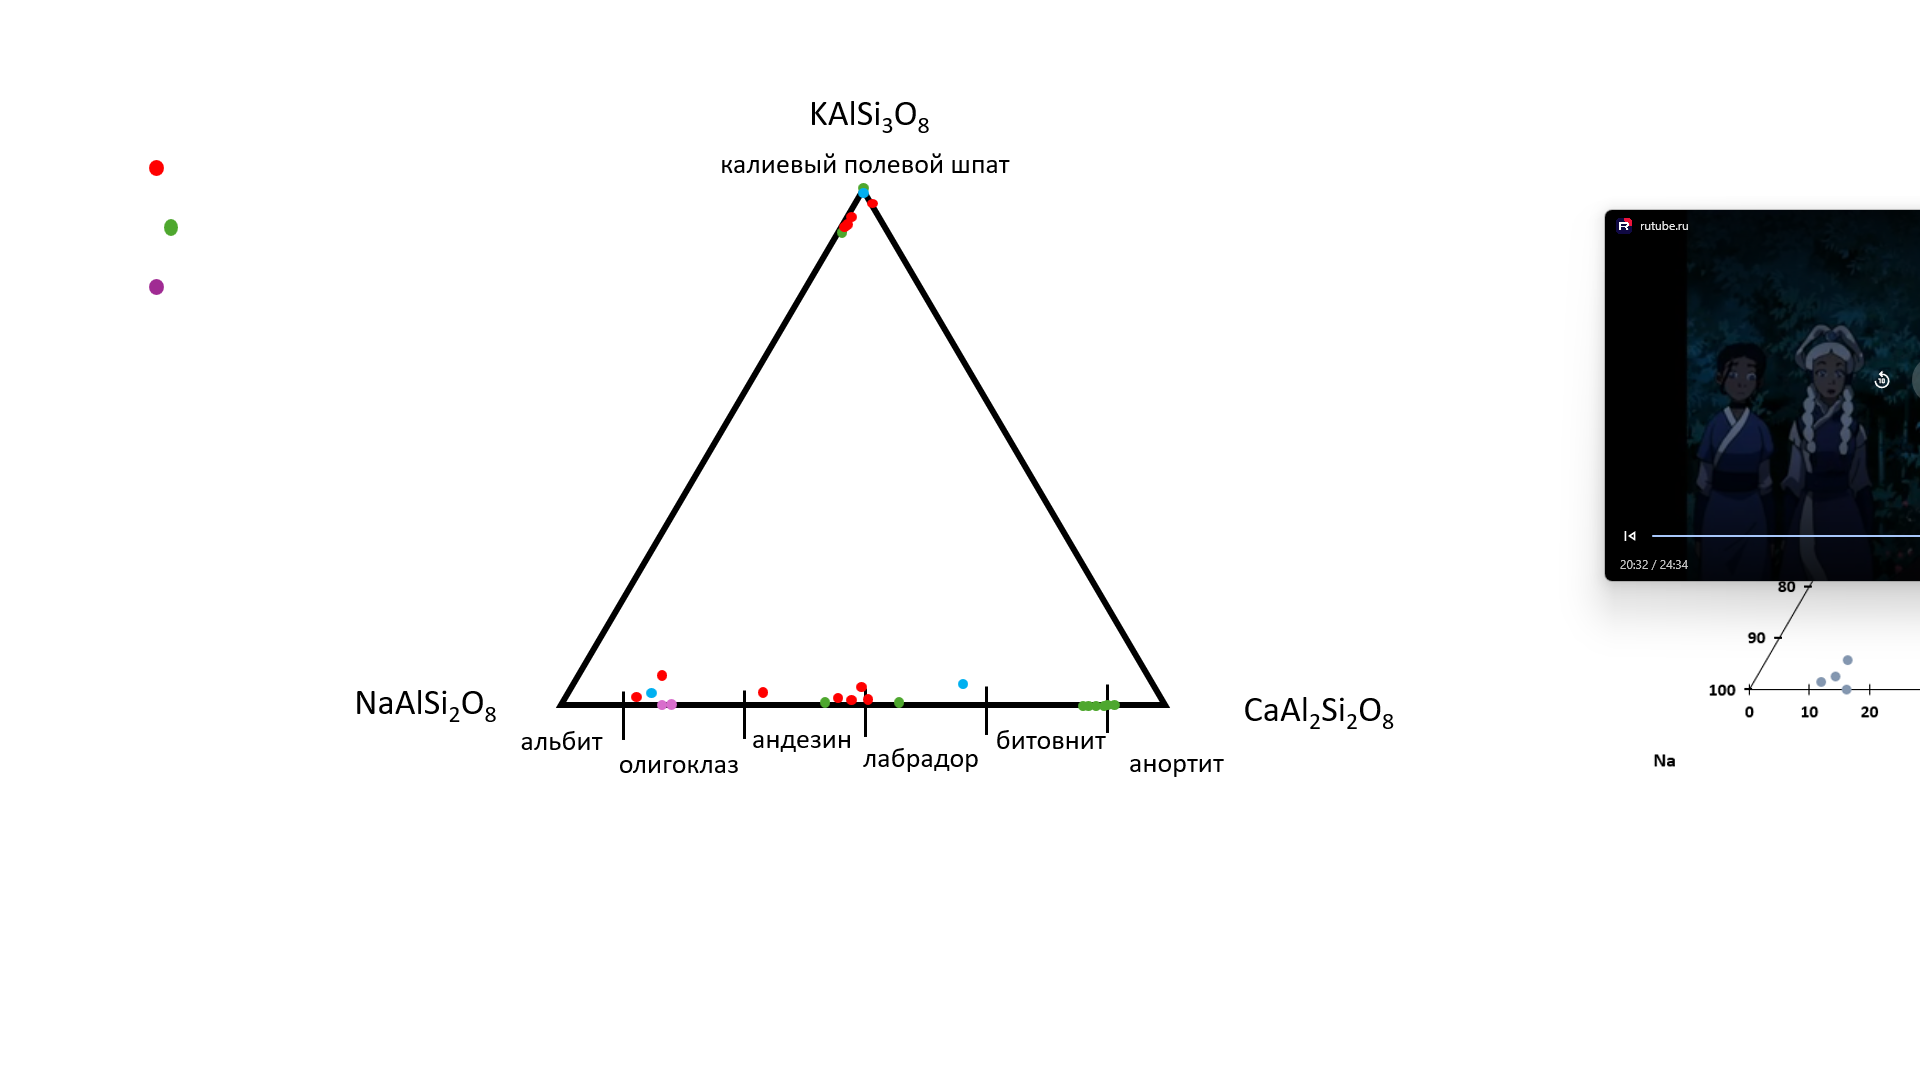 KAlSi₃O₈
калиевый полевой шпат
rutube.ru
10
20:32 / 24:34
80
90
NaAlSi₂O₈
CaAl₂Si₂O₈
100
альбит
андезин
битовнит
олигоклаз
лабрадор
анортит
0 10 20
Na